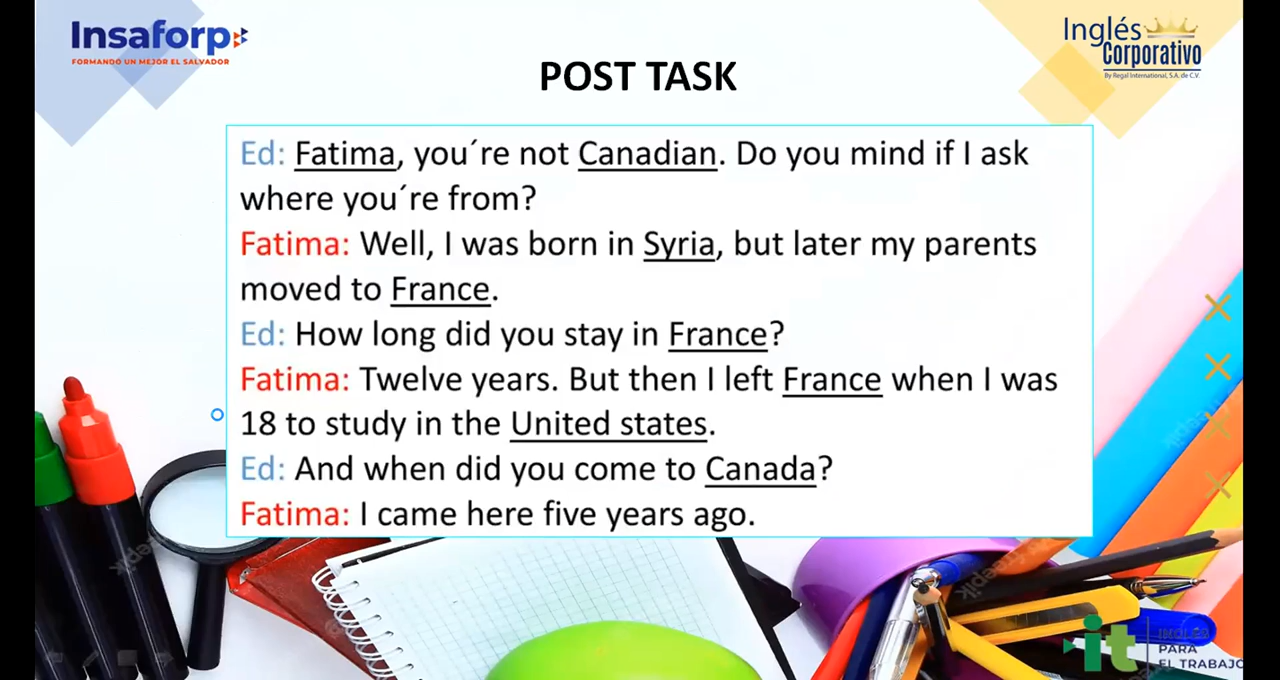 Insaforp
FORMANDO UN MEJOR EL SALVADOR
Inglés
Corporativo
By Regal International, S.A. de C.V.
POST TASK
Ed: Fatima, you´re not Canadian. Do you mind if I ask
where you´re from?
Fatima: Well, I was born in Syria, but later my parents
moved to France.
Ed: How long did you stay in France?
Fatima: Twelve years. But then I left France when I was
18 to study in the United states.
Ed: And when did you come to Canada?
Fatima: I came here five years ago.
it
INGLÉS
PARA
EL TRABAJO